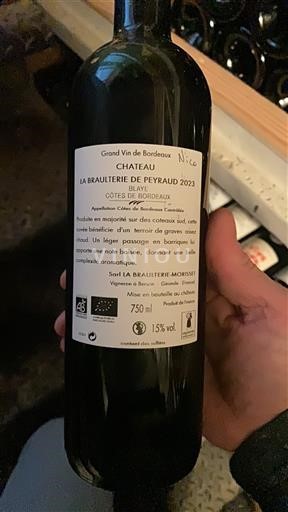 Grand Vin de Bordeaux
Nico
CHATEAU
LA BRAULTERIE DE PEYRAUD 2023
BLAYE
CÔTES DE BORDEAUX
Appellation Côtes de Bordeaux Contrôlée
Produite en majorité sur des coteaux sud, cette
cuvée bénéficie d'un terroir de graves assez
chaud. Un léger passage en barriques lui
apporte une note boisée, donnant une
complexité aromatique.
Sarl LA BRAULTERIE-MORISSET
Vigneron à Berson - Gironde (France)
Mise en bouteille au château
Produit de France
AB
750 ml
15% vol.
contient des sulfites